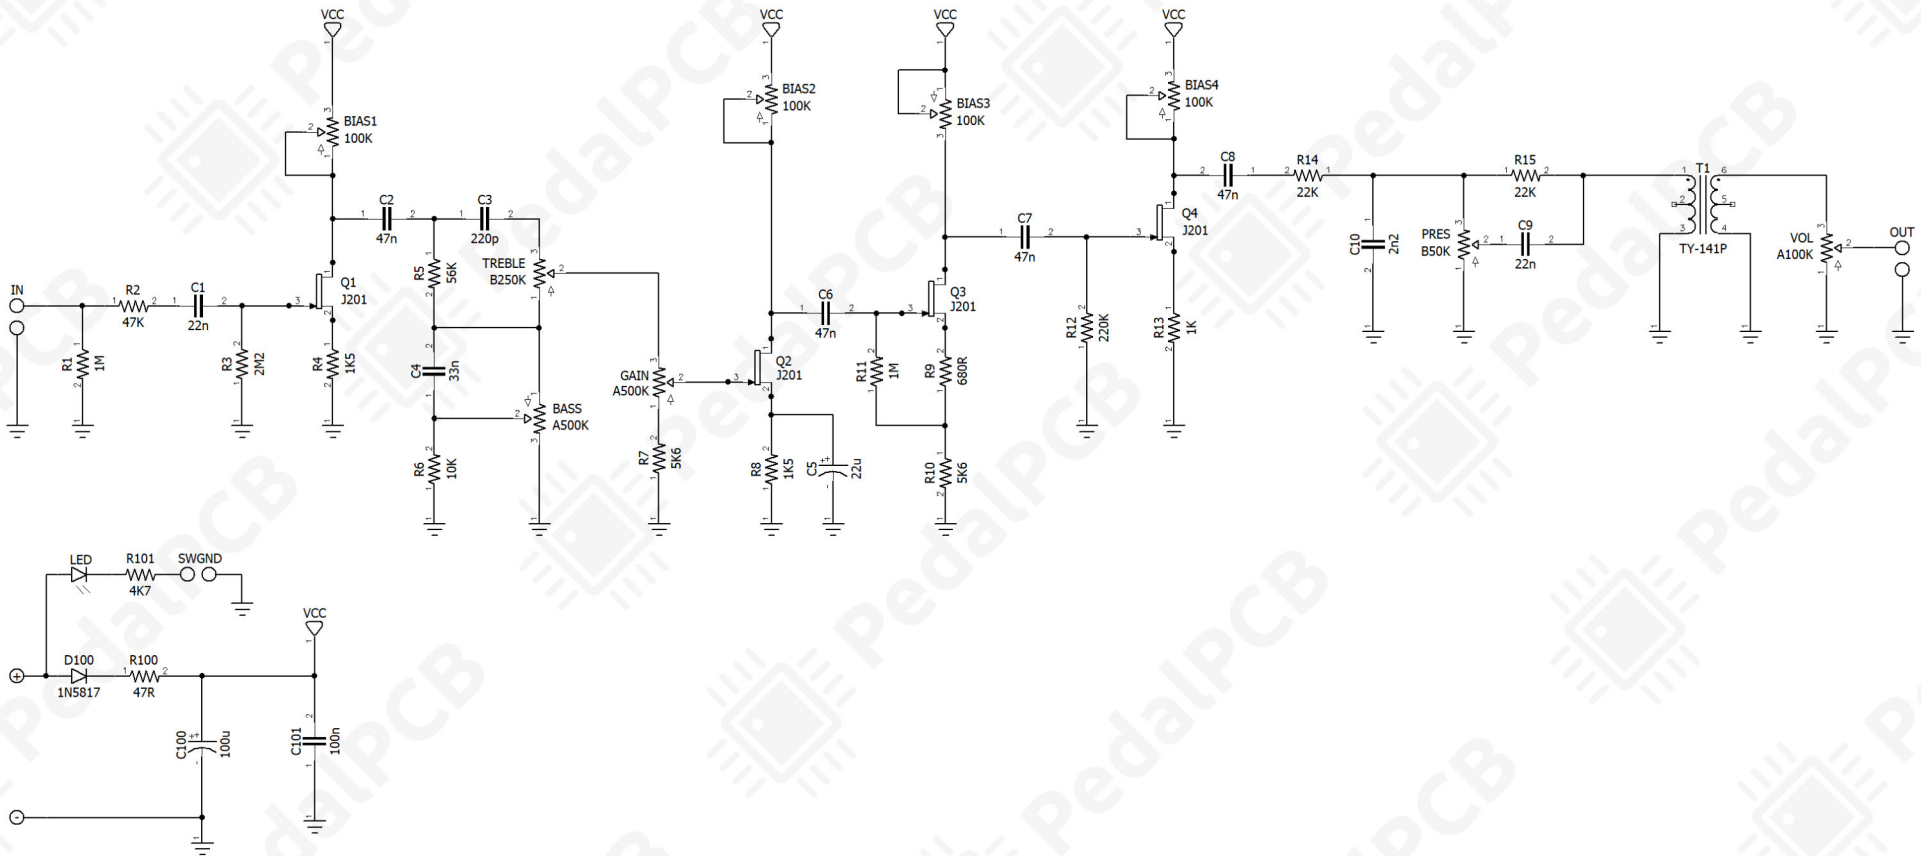 VCC
VCC
VCC
VCC
BIAS1
100K
BIAS2
100K
BIAS3
100K
BIAS4
100K
IN
R1
1M
R2
47K
C1
22n
R3
2M2
Q1
J201
R4
1K5
C2
47n
C3
220p
R5
56K
TREBLE
B250K
C4
33n
BASS
A500K
R6
10K
GAIN
A500K
R7
5K6
Q2
J201
R8
1K5
C5
22u
C6
47n
R11
1M
Q3
J201
R9
680R
R10
5K6
C7
47n
R12
220K
Q4
J201
R13
1K
C8
47n
R14
22K
C10
2n2
PRES
B50K
R15
22K
C9
22n
T1
TY-141P
VOL
A100K
OUT
LED
R101
4K7
SWGND
VCC
D100
1N5817
R100
47R
C100
100u
C101
100n
PedalPCB